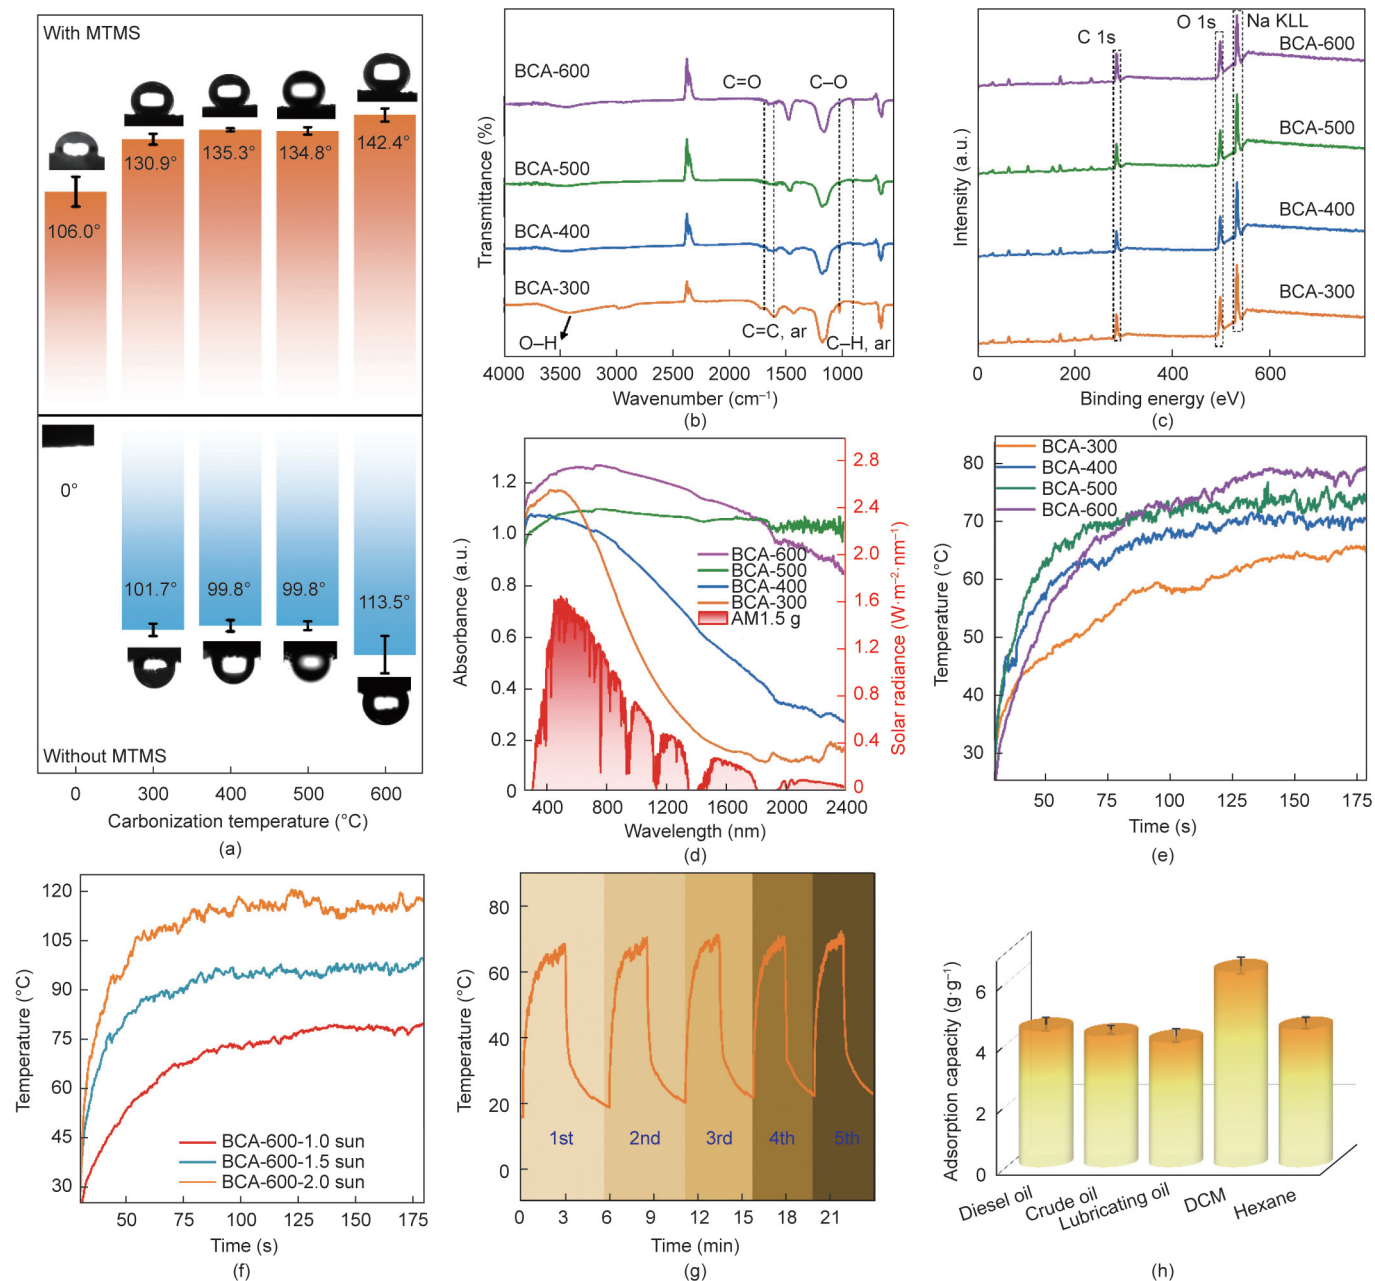 With MTMS
106.0°
130.9°
135.3°
134.8°
142.4°
0°
101.7°
99.8°
99.8°
113.5°
Without MTMS
0 300 400 500 600
Carbonization temperature (°C)
(a)
Transmittance (%)
BCA-600
BCA-500
BCA-400
BCA-300
C=O
C–O
O–H
C=C, ar
C–H, ar
4000 3500 3000 2500 2000 1500 1000
Wavenumber (cm⁻¹)
(b)
Intensity (a.u.)
C 1s
O 1s
Na KLL
BCA-600
BCA-500
BCA-400
BCA-300
0 200 400 600
Binding energy (eV)
(c)
Absorbance (a.u.)
1.2
1.0
0.8
0.6
0.4
0.2
0
BCA-600
BCA-500
BCA-400
BCA-300
AM1.5 g
2.8
2.4
2.0
1.6
1.2
0.8
0.4
0
Solar radiance (W·m⁻²·nm⁻¹)
400 800 1200 1600 2000 2400
Wavelength (nm)
(d)
Temperature (°C)
80
70
60
50
40
30
BCA-300
BCA-400
BCA-500
BCA-600
50 75 100 125 150 175
Time (s)
(e)
Temperature (°C)
120
105
90
75
60
45
30
BCA-600-1.0 sun
BCA-600-1.5 sun
BCA-600-2.0 sun
50 75 100 125 150 175
Time (s)
(f)
Temperature (°C)
80
60
40
20
0
1st 2nd 3rd 4th 5th
0 3 6 9 12 15 18 21
Time (min)
(g)
Adsorption capacity (g·g⁻¹)
6
4
2
0
Diesel oil
Crude oil
Lubricating oil
DCM
Hexane
(h)